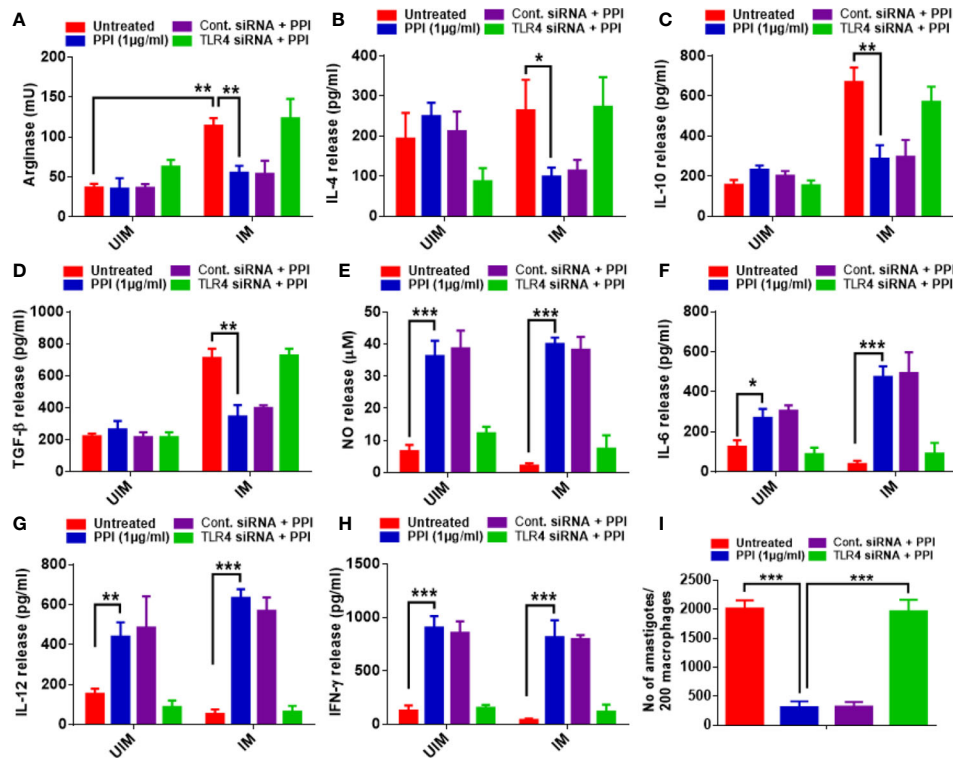 A
Untreated Cont. siRNA + PPI
PPI (1µg/ml) TLR4 siRNA + PPI
Arginase (mU)
200
150
100
50
0
** **
UIM IM
B
Untreated Cont. siRNA + PPI
PPI (1µg/ml) TLR4 siRNA + PPI
IL-4 release (pg/ml)
400
300
200
100
0
*
UIM IM
C
Untreated Cont. siRNA + PPI
PPI (1µg/ml) TLR4 siRNA + PPI
IL-10 release (pg/ml)
800
600
400
200
0
**
UIM IM
D
Untreated Cont. siRNA + PPI
PPI (1µg/ml) TLR4 siRNA + PPI
TGF-β release (pg/ml)
1000
800
600
400
200
0
**
UIM IM
E
Untreated Cont. siRNA + PPI
PPI (1µg/ml) TLR4 siRNA + PPI
NO release (µM)
50
40
30
20
10
0
*** ***
UIM IM
F
Untreated Cont. siRNA + PPI
PPI (1µg/ml) TLR4 siRNA + PPI
IL-6 release (pg/ml)
800
600
400
200
0
* ***
UIM IM
G
Untreated Cont. siRNA + PPI
PPI (1µg/ml) TLR4 siRNA + PPI
IL-12 release (pg/ml)
800
600
400
200
0
** ***
UIM IM
H
Untreated Cont. siRNA + PPI
PPI (1µg/ml) TLR4 siRNA + PPI
IFN-γ release (pg/ml)
1500
1000
500
0
*** ***
UIM IM
I
Untreated Cont. siRNA + PPI
PPI (1µg/ml) TLR4 siRNA + PPI
No of amastigotes/
200 macrophages
2000
1500
1000
500
0
*** ***